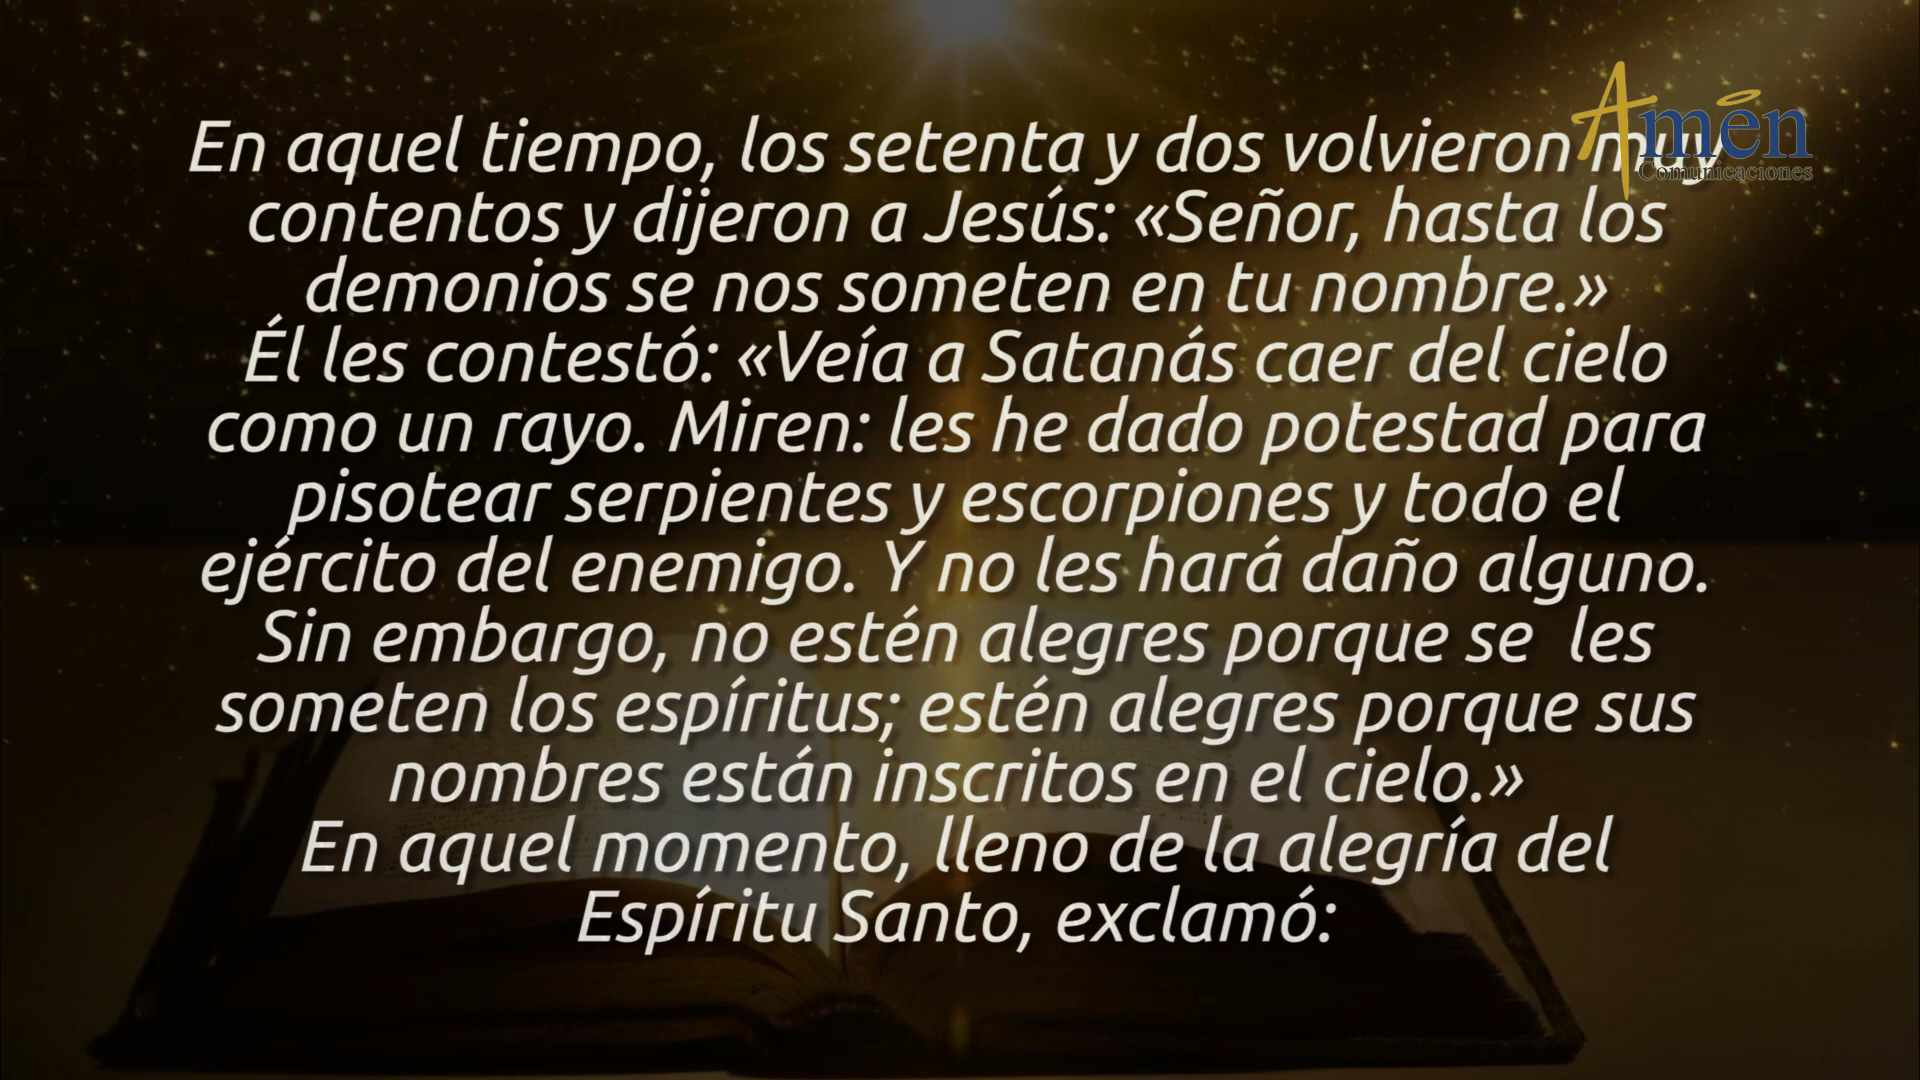 En aquel tiempo, los setenta y dos volvieron muy
contentos y dijeron a Jesús: «Señor, hasta los
demonios se nos someten en tu nombre.»
Él les contestó: «Veía a Satanás caer del cielo
como un rayo. Miren: les he dado potestad para
pisotear serpientes y escorpiones y todo el
ejército del enemigo. Y no les hará daño alguno.
Sin embargo, no estén alegres porque se  les
someten los espíritus; estén alegres porque sus
nombres están inscritos en el cielo.»
En aquel momento, lleno de la alegría del
Espíritu Santo, exclamó:
Amén
Comunicaciones